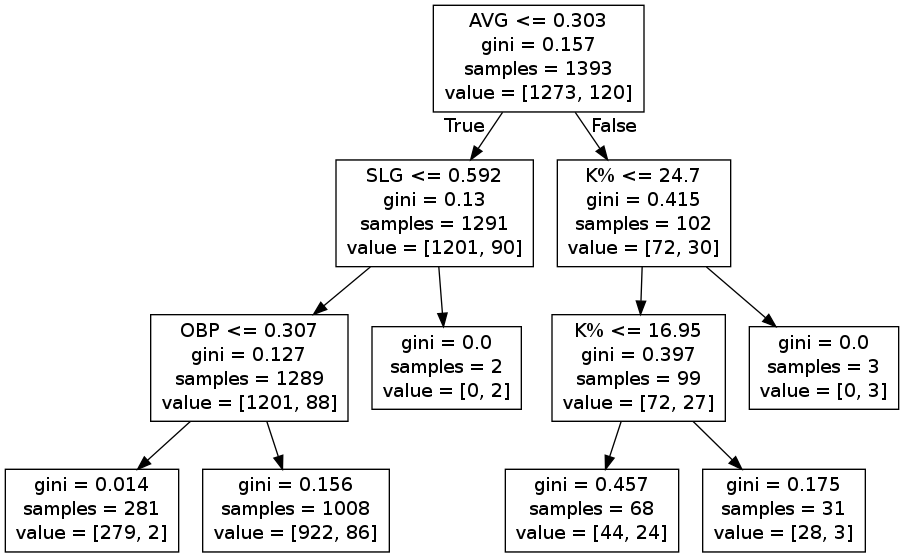 AVG <= 0.303
gini = 0.157
samples = 1393
value = [1273, 120]
True
False
SLG <= 0.592
gini = 0.13
samples = 1291
value = [1201, 90]
K% <= 24.7
gini = 0.415
samples = 102
value = [72, 30]
OBP <= 0.307
gini = 0.127
samples = 1289
value = [1201, 88]
gini = 0.0
samples = 2
value = [0, 2]
K% <= 16.95
gini = 0.397
samples = 99
value = [72, 27]
gini = 0.0
samples = 3
value = [0, 3]
gini = 0.014
samples = 281
value = [279, 2]
gini = 0.156
samples = 1008
value = [922, 86]
gini = 0.457
samples = 68
value = [44, 24]
gini = 0.175
samples = 31
value = [28, 3]